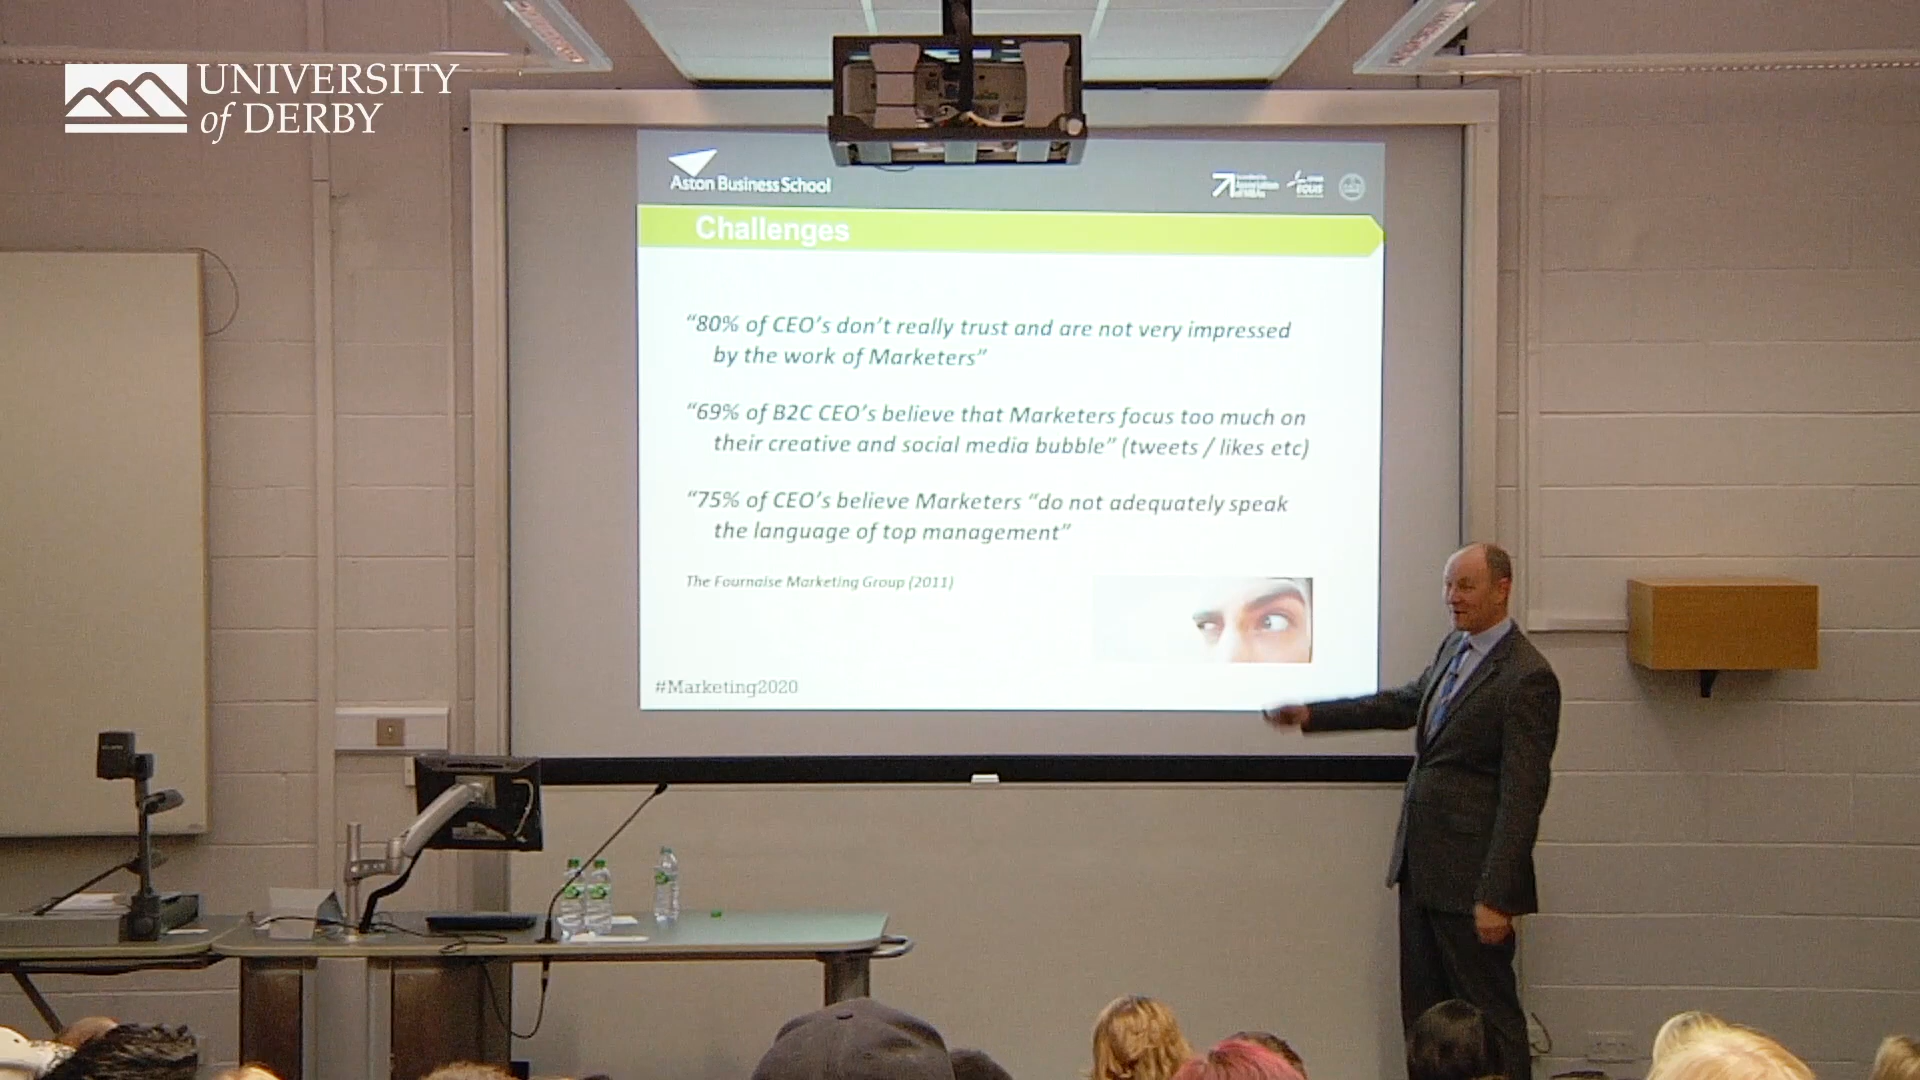 UNIVERSITY
of DERBY
Aston Business School
EQUIS
Challenges
“80% of CEO’s don’t really trust and are not very impressed
by the work of Marketers”
“69% of B2C CEO’s believe that Marketers focus too much on
their creative and social media bubble” (tweets / likes etc)
“75% of CEO’s believe Marketers “do not adequately speak
the language of top management”
The Fournaise Marketing Group (2011)
#Marketing2020